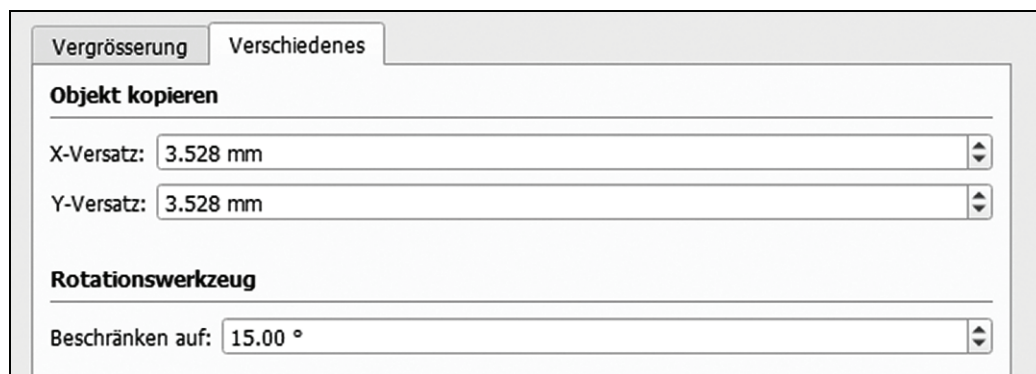 Vergrösserung Verschiedenes
Objekt kopieren
X-Versatz: 3.528 mm
Y-Versatz: 3.528 mm
Rotationswerkzeug
Beschränken auf: 15.00 °